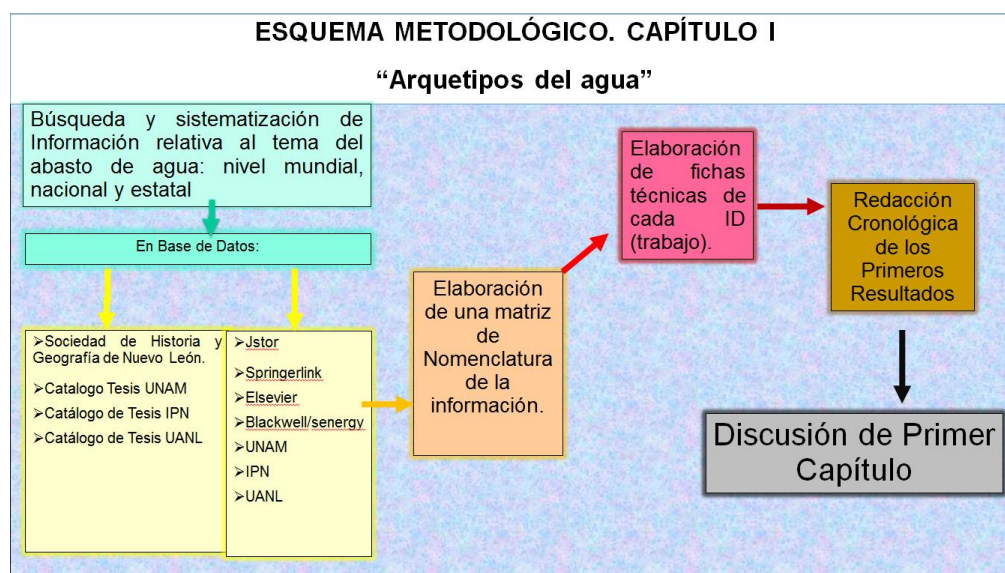 ESQUEMA METODOLÓGICO. CAPÍTULO I
“Arquetipos del agua”
Búsqueda y sistematización de
Información relativa al tema del
abasto de agua: nivel mundial,
nacional y estatal
En Base de Datos:
➢Sociedad de Historia y
Geografía de Nuevo León.
➢Catalogo Tesis UNAM
➢Catálogo de Tesis IPN
➢Catálogo de Tesis UANL
➢Jstor
➢Springerlink
➢Elsevier
➢Blackwell/senergy
➢UNAM
➢IPN
➢UANL
Elaboración
de una matriz
de
Nomenclatura
de la
información.
Elaboración
de fichas
técnicas de
cada ID
(trabajo).
Redacción
Cronológica
de los
Primeros
Resultados
Discusión de Primer
Capítulo